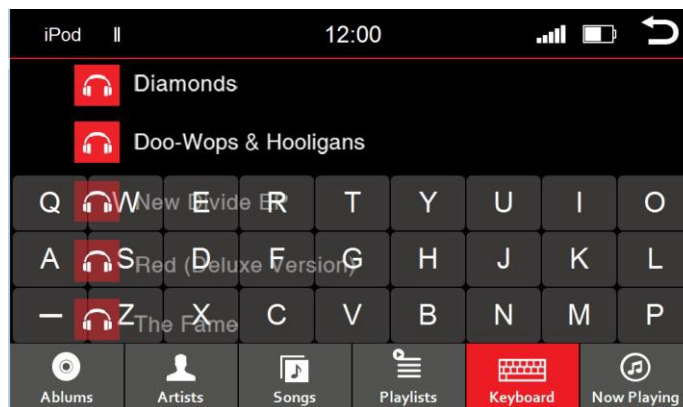 iPod II 12:00
Diamonds
Doo-Wops & Hooligans
Q W E R T Y U I O
New Divide EP
A S D F G H J K L
Red (Deluxe Version)
– Z X C V B N M P
The Fame
Ablums Artists Songs Playlists Keyboard Now Playing